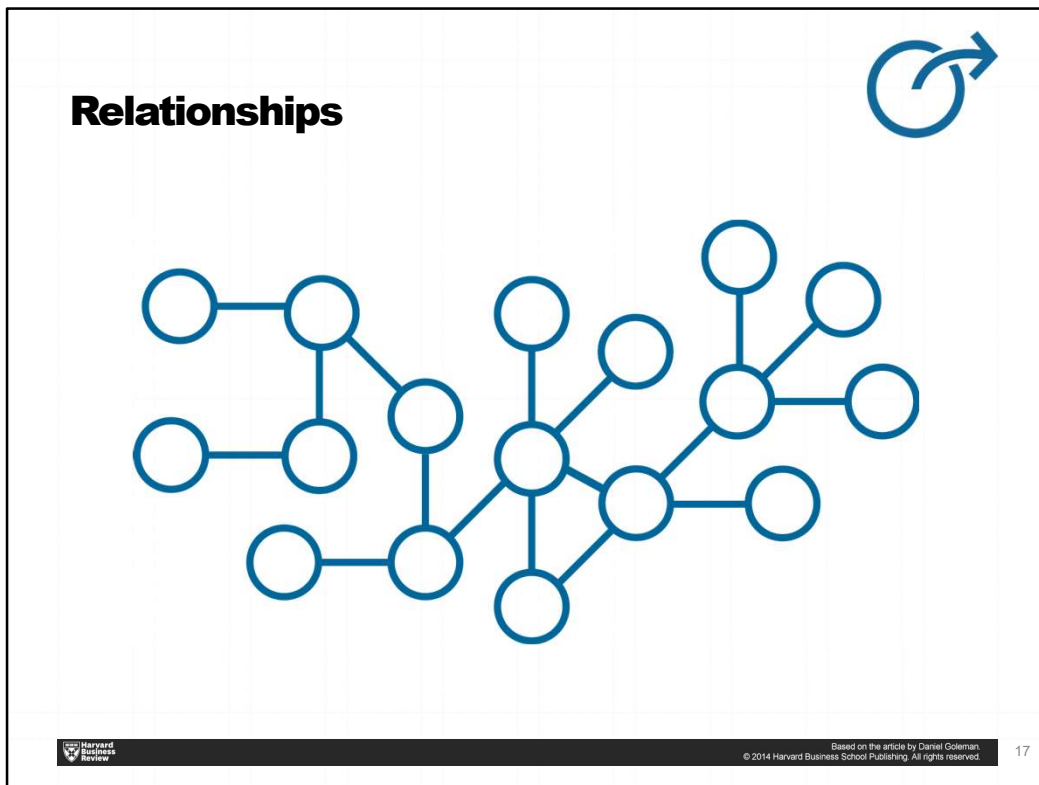 Relationships
Harvard
Business
Review
Based on the article by Daniel Goleman.
© 2014 Harvard Business School Publishing. All rights reserved.
17